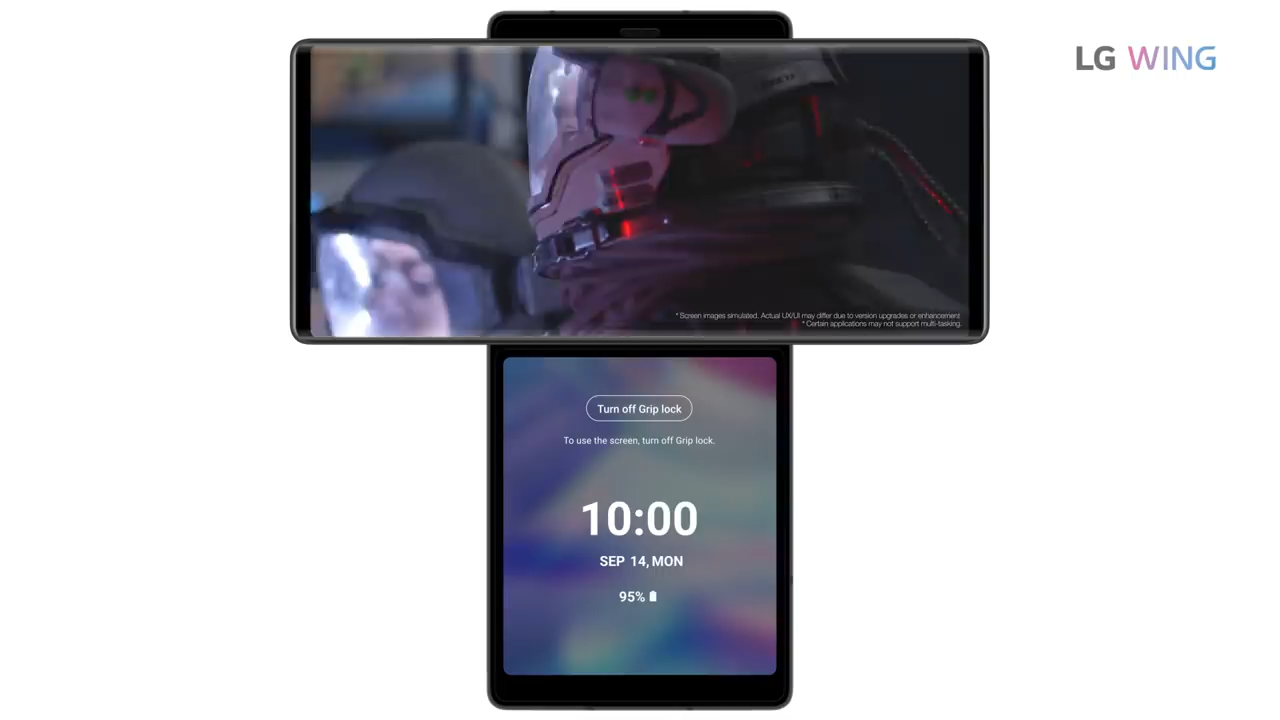 LG WING
* Screen images simulated. Actual UX/UI may differ due to version upgrades or enhancement
* Certain applications may not support multi-tasking.
Turn off Grip lock
To use the screen, turn off Grip lock.
10:00
SEP 14, MON
95%